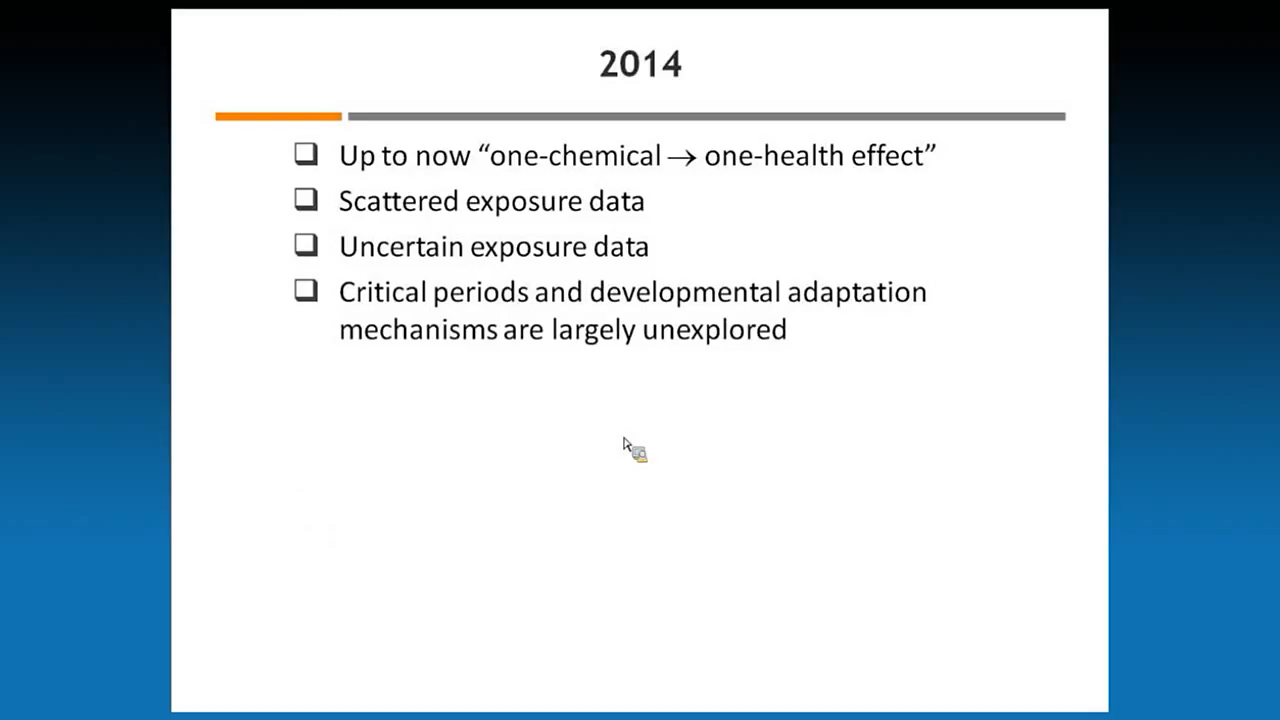 2014
❑ Up to now “one-chemical → one-health effect”
❑ Scattered exposure data
❑ Uncertain exposure data
❑ Critical periods and developmental adaptation
mechanisms are largely unexplored